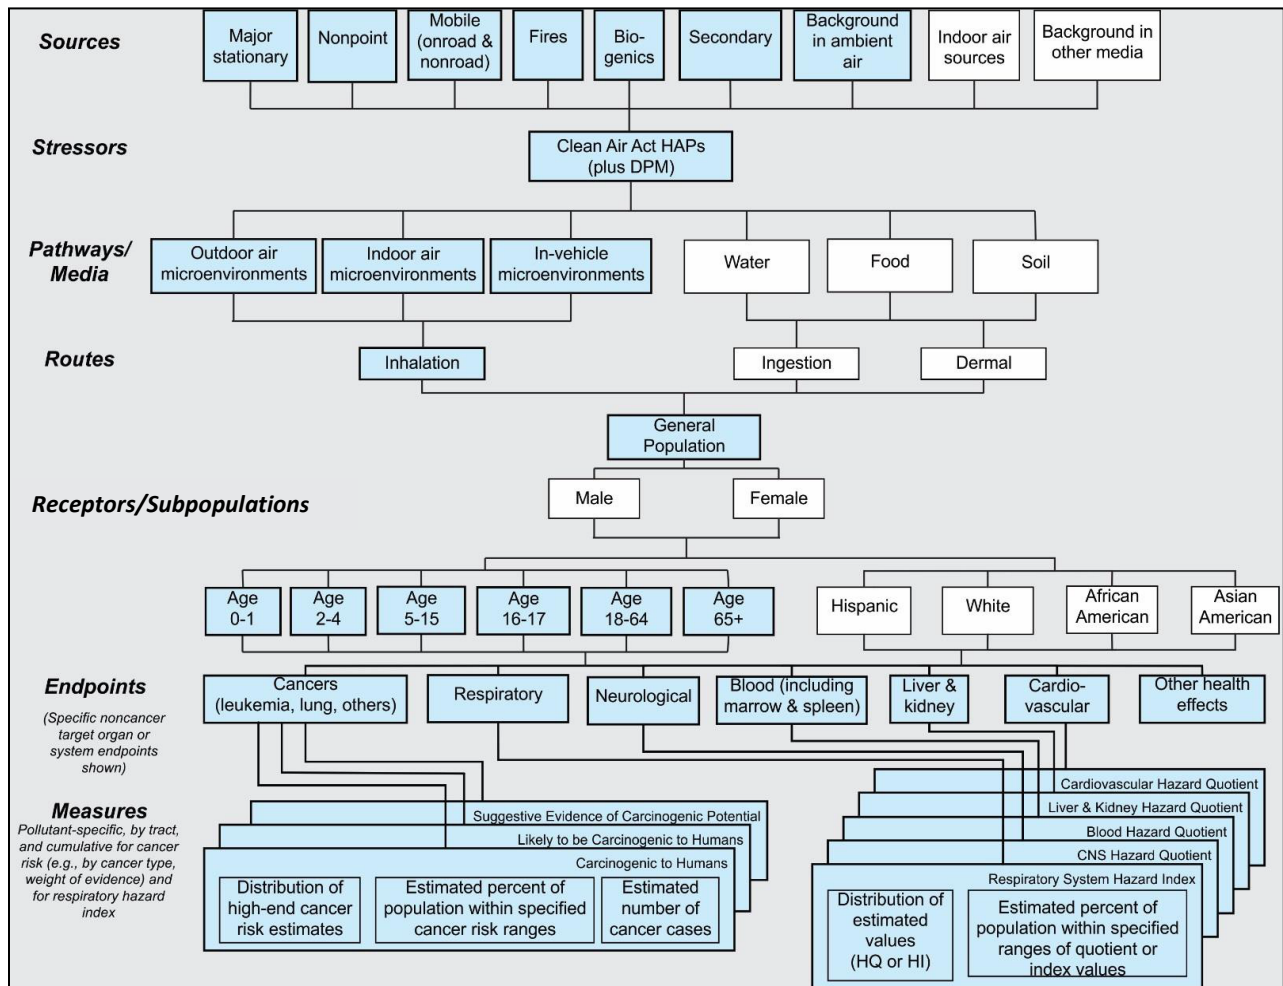 Sources
Major
stationary
Nonpoint
Mobile
(onroad &
nonroad)
Fires
Bio-
genics
Secondary
Background
in ambient
air
Indoor air
sources
Background in
other media
Stressors
Clean Air Act HAPs
(plus DPM)
Pathways/
Media
Outdoor air
microenvironments
Indoor air
microenvironments
In-vehicle
microenvironments
Water
Food
Soil
Routes
Inhalation
Ingestion
Dermal
General
Population
Receptors/Subpopulations
Male
Female
Age
0-1
Age
2-4
Age
5-15
Age
16-17
Age
18-64
Age
65+
Hispanic
White
African
American
Asian
American
Endpoints
(Specific noncancer
target organ or
system endpoints
shown)
Cancers
(leukemia, lung, others)
Respiratory
Neurological
Blood (including
marrow & spleen)
Liver &
kidney
Cardio-
vascular
Other health
effects
Measures
Pollutant-specific, by tract,
and cumulative for cancer
risk (e.g., by cancer type,
weight of evidence) and
for respiratory hazard
index
Suggestive Evidence of Carcinogenic Potential
Likely to be Carcinogenic to Humans
Carcinogenic to Humans
Distribution of
high-end cancer
risk estimates
Estimated percent of
population within specified
cancer risk ranges
Estimated
number of
cancer cases
Cardiovascular Hazard Quotient
Liver & Kidney Hazard Quotient
Blood Hazard Quotient
CNS Hazard Quotient
Respiratory System Hazard Index
Distribution of
estimated
values
(HQ or HI)
Estimated percent of
population within specified
ranges of quotient or
index values